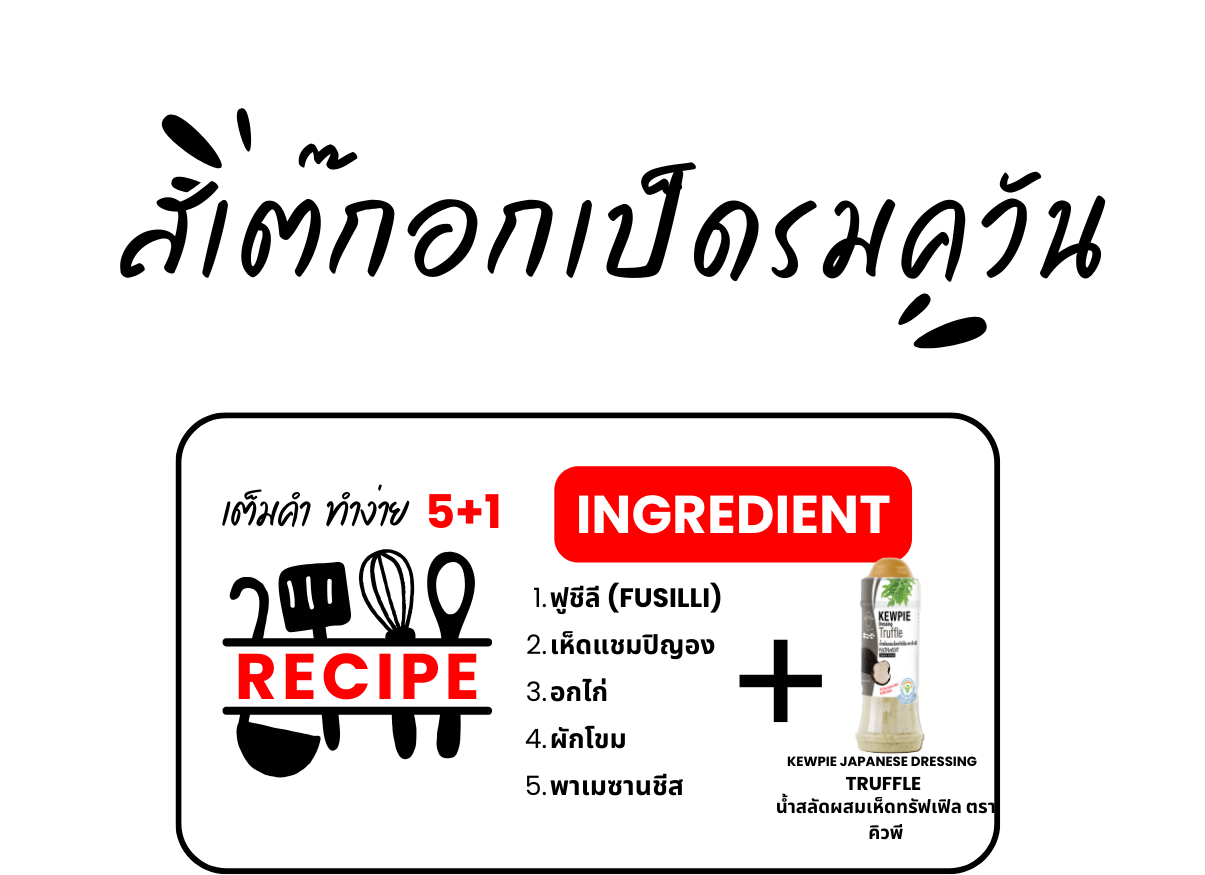 สเต๊กอกเป็ดรมควัน
เต็มคำ ทำง่าย 5+1
RECIPE
INGREDIENT
1. ฟูซีลี (FUSILLI)
2. เห็ดแชมปิญอง
3. อกไก่
4. ผักโขม
5. พาเมซานชีส
+
KEWPIE
Dressing
Truffle
KEWPIE JAPANESE DRESSING
TRUFFLE
น้ำสลัดผสมเห็ดทรัฟเฟิล ตรา
คิวพี